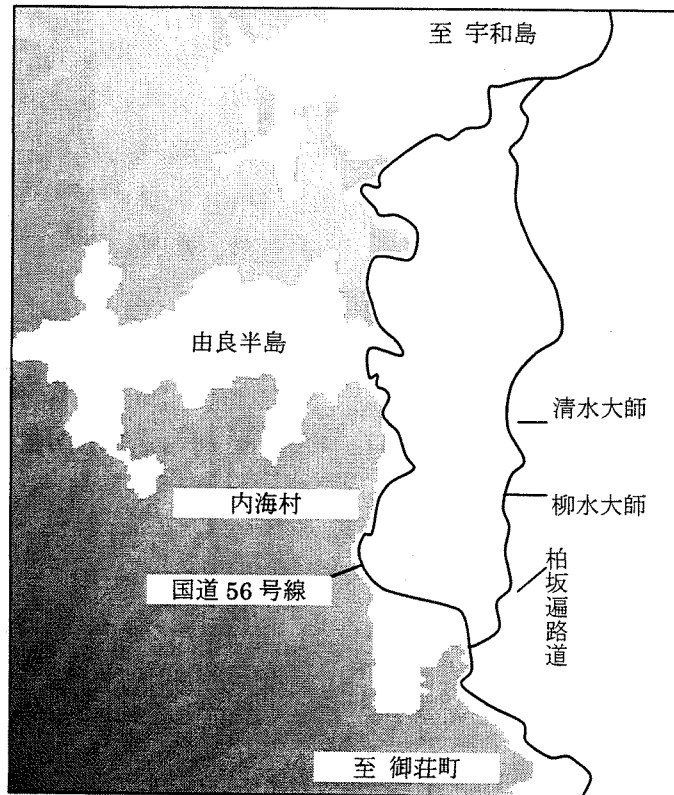 至 宇和島
由良半島
清水大師
内海村
柳水大師
国道 56 号線
柏坂遍路道
至 御荘町